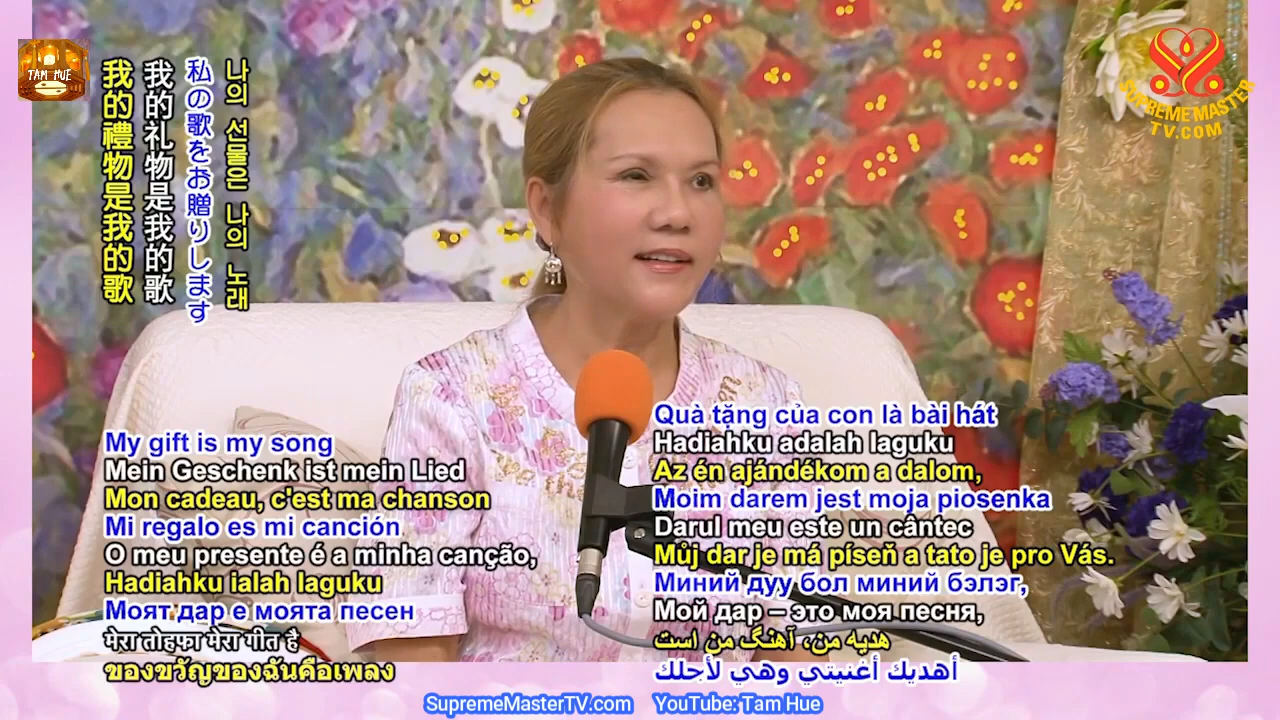 TAM HUE
SUPREME MASTER
TV.COM
나의 선물은 나의 노래
私の歌をお贈りします
我的礼物是我的歌
我的禮物是我的歌
My gift is my song
Mein Geschenk ist mein Lied
Mon cadeau, c'est ma chanson
Mi regalo es mi canción
O meu presente é a minha canção,
Hadiahku ialah laguku
Моят дар е моята песен
मेरा तोहफा मेरा गीत है
ของขวัญของฉันคือเพลง
Quà tặng của con là bài hát
Hadiahku adalah laguku
Az én ajándékom a dalom,
Moim darem jest moja piosenka
Darul meu este un cântec
Můj dar je má píseň a tato je pro Vás.
Миний дуу бол миний бэлэг,
Мой дар – это моя песня,
هدیه من، آهنگ من است
أهديك أغنيتي وهي لأجلك
SupremeMasterTV.com YouTube: Tam Hue